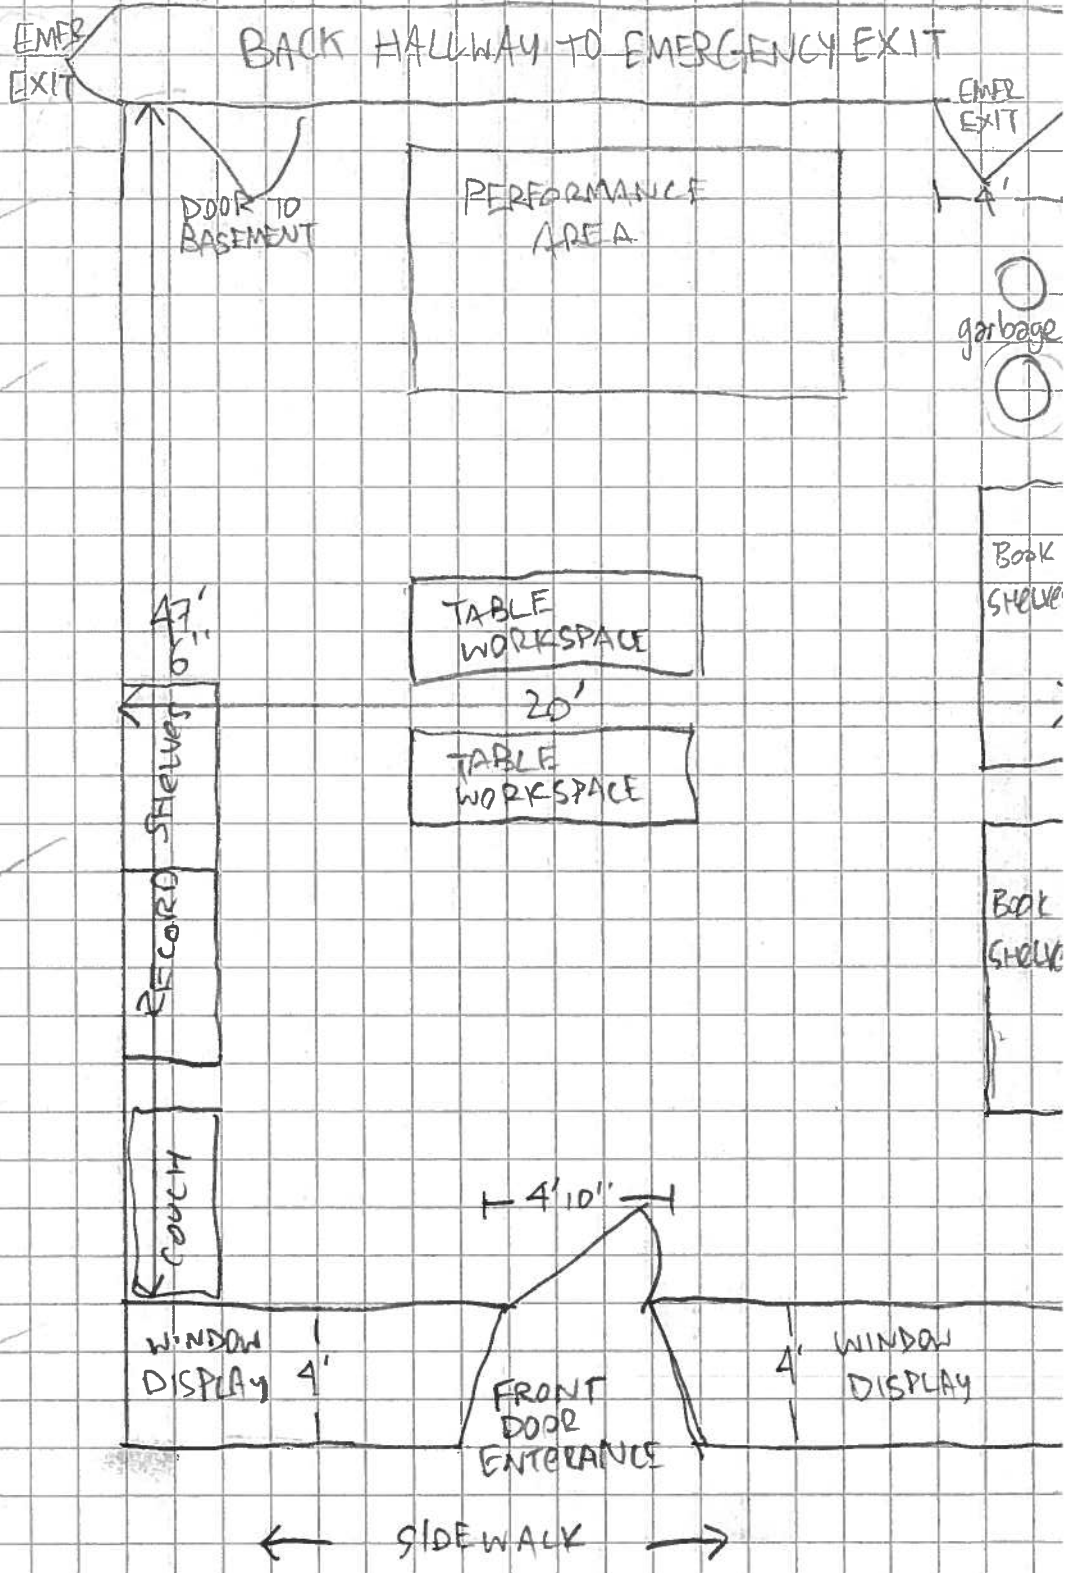 EMER
EXIT
BACK HALLWAY TO EMERGENCY EXIT
EMER
EXIT
4'
DOOR TO
BASEMENT
PERFORMANCE
AREA
garbage
47'
6"
BOOK
SHELVE
TABLE
WORKSPACE
20'
TABLE
WORKSPACE
RECORD SHELVES
BOOK
SHELVE
COUCH
4'10"
WINDOW
DISPLAY
4'
FRONT
DOOR
ENTERANCE
4'
WINDOW
DISPLAY
SIDEWALK